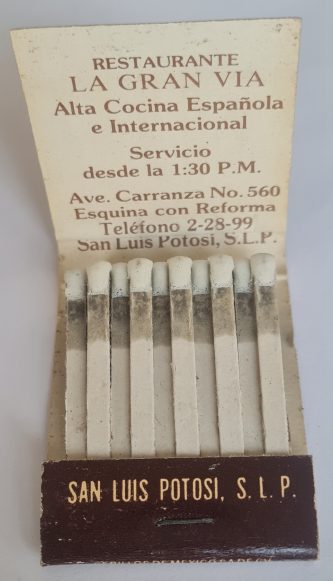 RESTAURANTE
LA GRAN VIA
Alta Cocina Española
e Internacional
Servicio
desde la 1:30 P.M.
Ave. Carranza No. 560
Esquina con Reforma
Teléfono 2-28-99
San Luis Potosí, S.L.P.
SAN LUIS POTOSI, S. L. P.